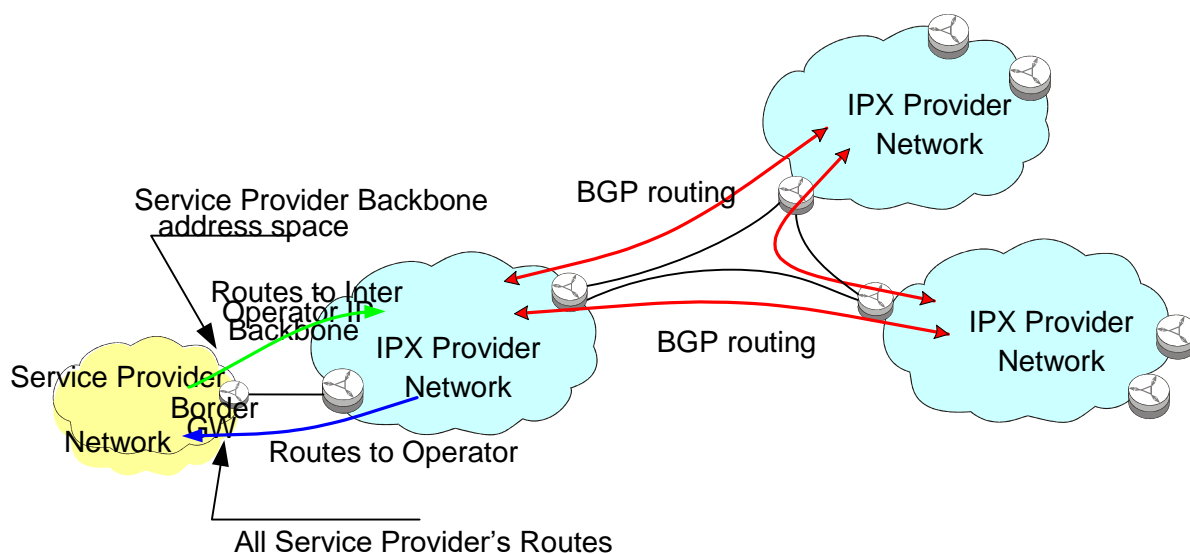 IPX Provider
Network
BGP routing
Service Provider Backbone
address space
Routes to Inter
Operator IP
Backbone
IPX Provider
Network
BGP routing
IPX Provider
Network
Service Provider
Network
Border
GW
Routes to Operator
All Service Provider’s Routes